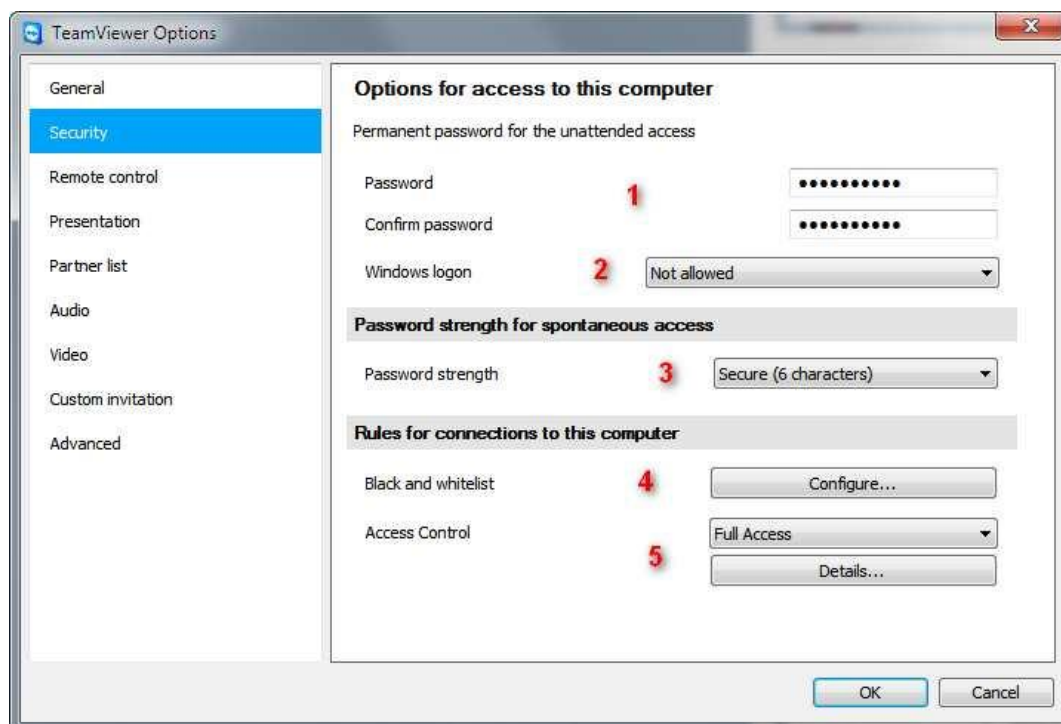 TeamViewer Options
General
Security
Remote control
Presentation
Partner list
Audio
Video
Custom invitation
Advanced
Options for access to this computer
Permanent password for the unattended access
Password 1 ••••••••••
Confirm password ••••••••••
Windows logon 2 Not allowed
Password strength for spontaneous access
Password strength 3 Secure (6 characters)
Rules for connections to this computer
Black and whitelist 4 Configure...
Access Control Full Access
5 Details...
OK Cancel